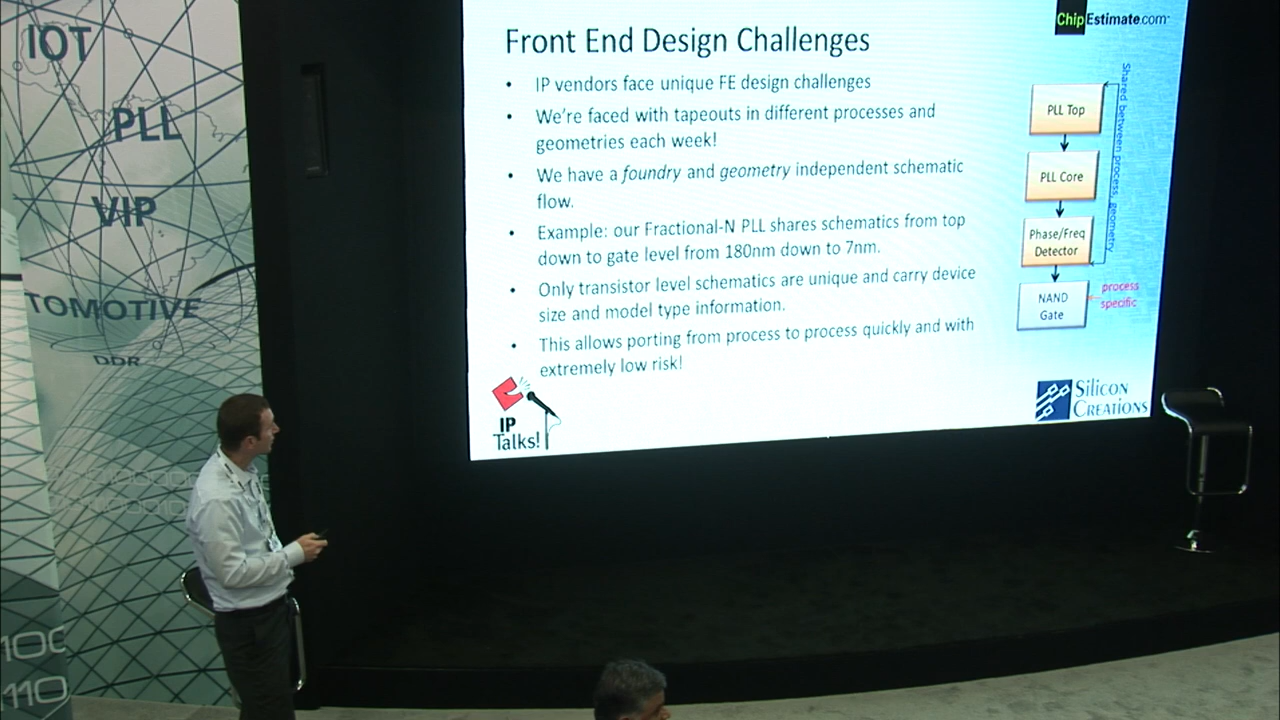 IOT
PLL
VIP
TOMOTIVE
DDR
100
110
ChipEstimate.com
Front End Design Challenges
• IP vendors face unique FE design challenges
• We're faced with tapeouts in different processes and
geometries each week!
• We have a foundry and geometry independent schematic
flow.
• Example: our Fractional-N PLL shares schematics from top
down to gate level from 180nm down to 7nm.
• Only transistor level schematics are unique and carry device
size and model type information.
• This allows porting from process to process quickly and with
extremely low risk!
PLL Top
PLL Core
Phase/Freq
Detector
NAND
Gate
Shared between process, geometry
process
specific
IP
Talks!
SILICON
CREATIONS